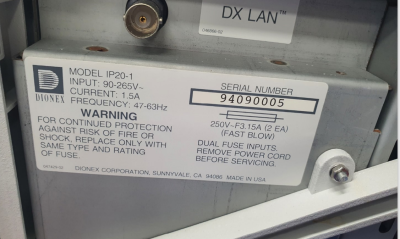 DX LAN™
MODEL IP20-1
INPUT: 90-265V~
CURRENT: 1.5A
FREQUENCY: 47-63Hz
DIONEX
WARNING
FOR CONTINUED PROTECTION
AGAINST RISK OF FIRE OR
SHOCK, REPLACE ONLY WITH
SAME TYPE AND RATING
OF FUSE.
SERIAL NUMBER
94090005
250V~F3.15A (2 EA)
(FAST BLOW)
DUAL FUSE INPUTS.
REMOVE POWER CORD
BEFORE SERVICING.
DIONEX CORPORATION, SUNNYVALE, CA. 94086 MADE IN USA